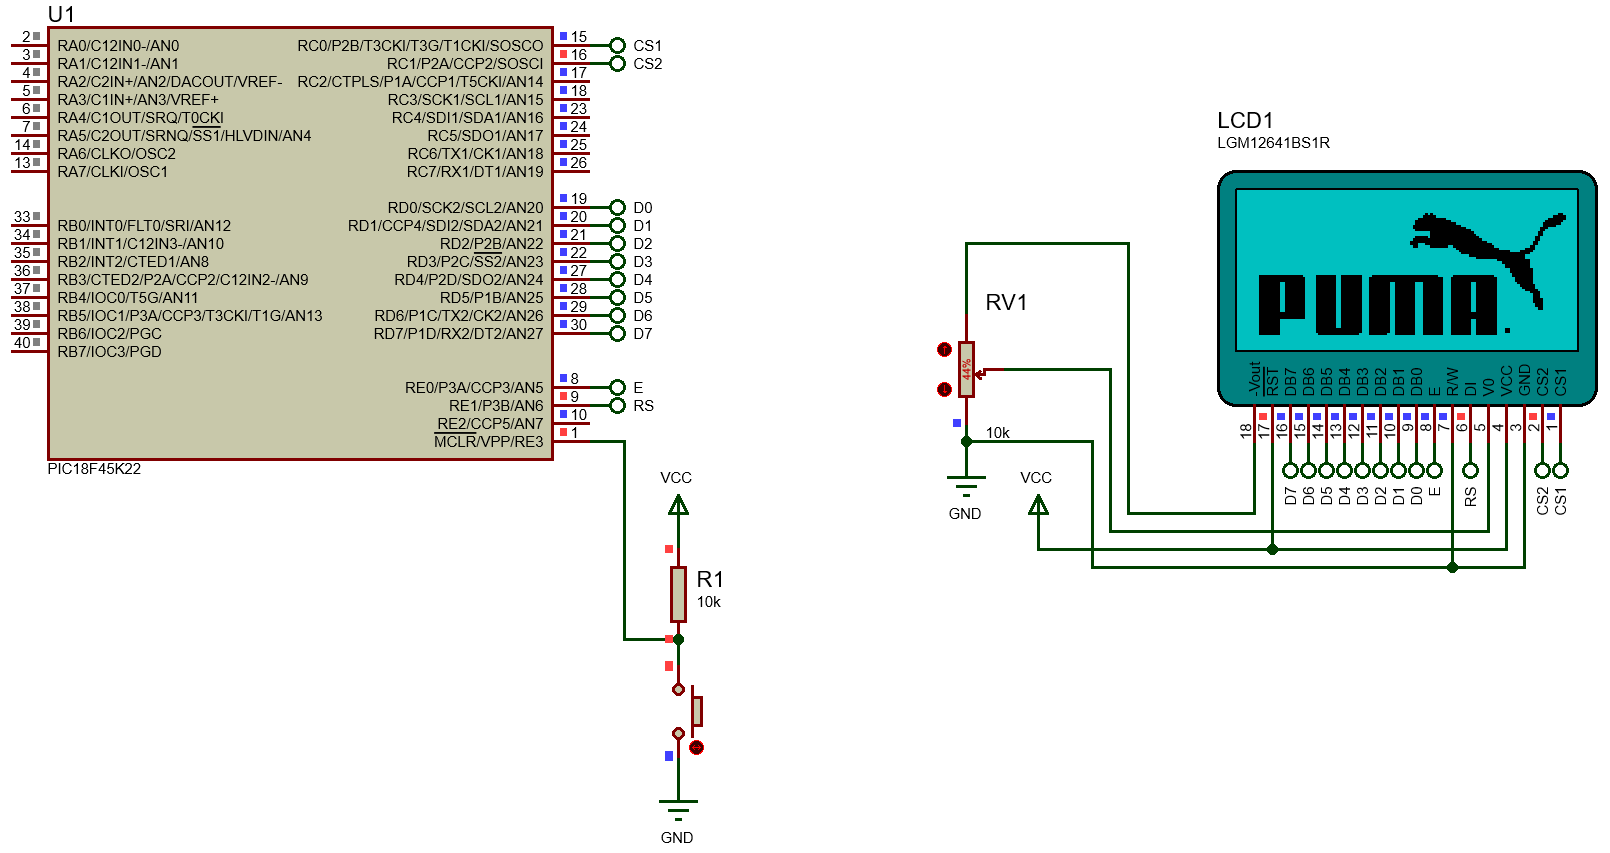 U1
2 RA0/C12IN0-/AN0
3 RA1/C12IN1-/AN1
4 RA2/C2IN+/AN2/DACOUT/VREF-
5 RA3/C1IN+/AN3/VREF+
6 RA4/C1OUT/SRQ/T0CKI
7 RA5/C2OUT/SRNQ/SS1/HLVDIN/AN4
14 RA6/CLKO/OSC2
13 RA7/CLKI/OSC1
33 RB0/INT0/FLT0/SRI/AN12
34 RB1/INT1/C12IN3-/AN10
35 RB2/INT2/CTED1/AN8
36 RB3/CTED2/P2A/CCP2/C12IN2-/AN9
37 RB4/IOC0/T5G/AN11
38 RB5/IOC1/P3A/CCP3/T3CKI/T1G/AN13
39 RB6/IOC2/PGC
40 RB7/IOC3/PGD
RC0/P2B/T3CKI/T3G/T1CKI/SOSCO 15 CS1
RC1/P2A/CCP2/SOSCI 16 CS2
RC2/CTPLS/P1A/CCP1/T5CKI/AN14 17
RC3/SCK1/SCL1/AN15 18
RC4/SDI1/SDA1/AN16 23
RC5/SDO1/AN17 24
RC6/TX1/CK1/AN18 25
RC7/RX1/DT1/AN19 26
RD0/SCK2/SCL2/AN20 19 D0
RD1/CCP4/SDI2/SDA2/AN21 20 D1
RD2/P2B/AN22 21 D2
RD3/P2C/SS2/AN23 22 D3
RD4/P2D/SDO2/AN24 27 D4
RD5/P1B/AN25 28 D5
RD6/P1C/TX2/CK2/AN26 29 D6
RD7/P1D/RX2/DT2/AN27 30 D7
RE0/P3A/CCP3/AN5 8 E
RE1/P3B/AN6 9 RS
RE2/CCP5/AN7 10
MCLR/VPP/RE3 1
PIC18F45K22
VCC
R1
10k
GND
RV1
44%
10k
GND
VCC
LCD1
LGM12641BS1R
PUMA.
-Vout RST DB7 DB6 DB5 DB4 DB3 DB2 DB1 DB0 E R/W DI V0 VCC GND CS2 CS1
18 17 16 15 14 13 12 11 10 9 8 7 6 5 4 3 2 1
D7 D6 D5 D4 D3 D2 D1 D0 E RS CS2 CS1